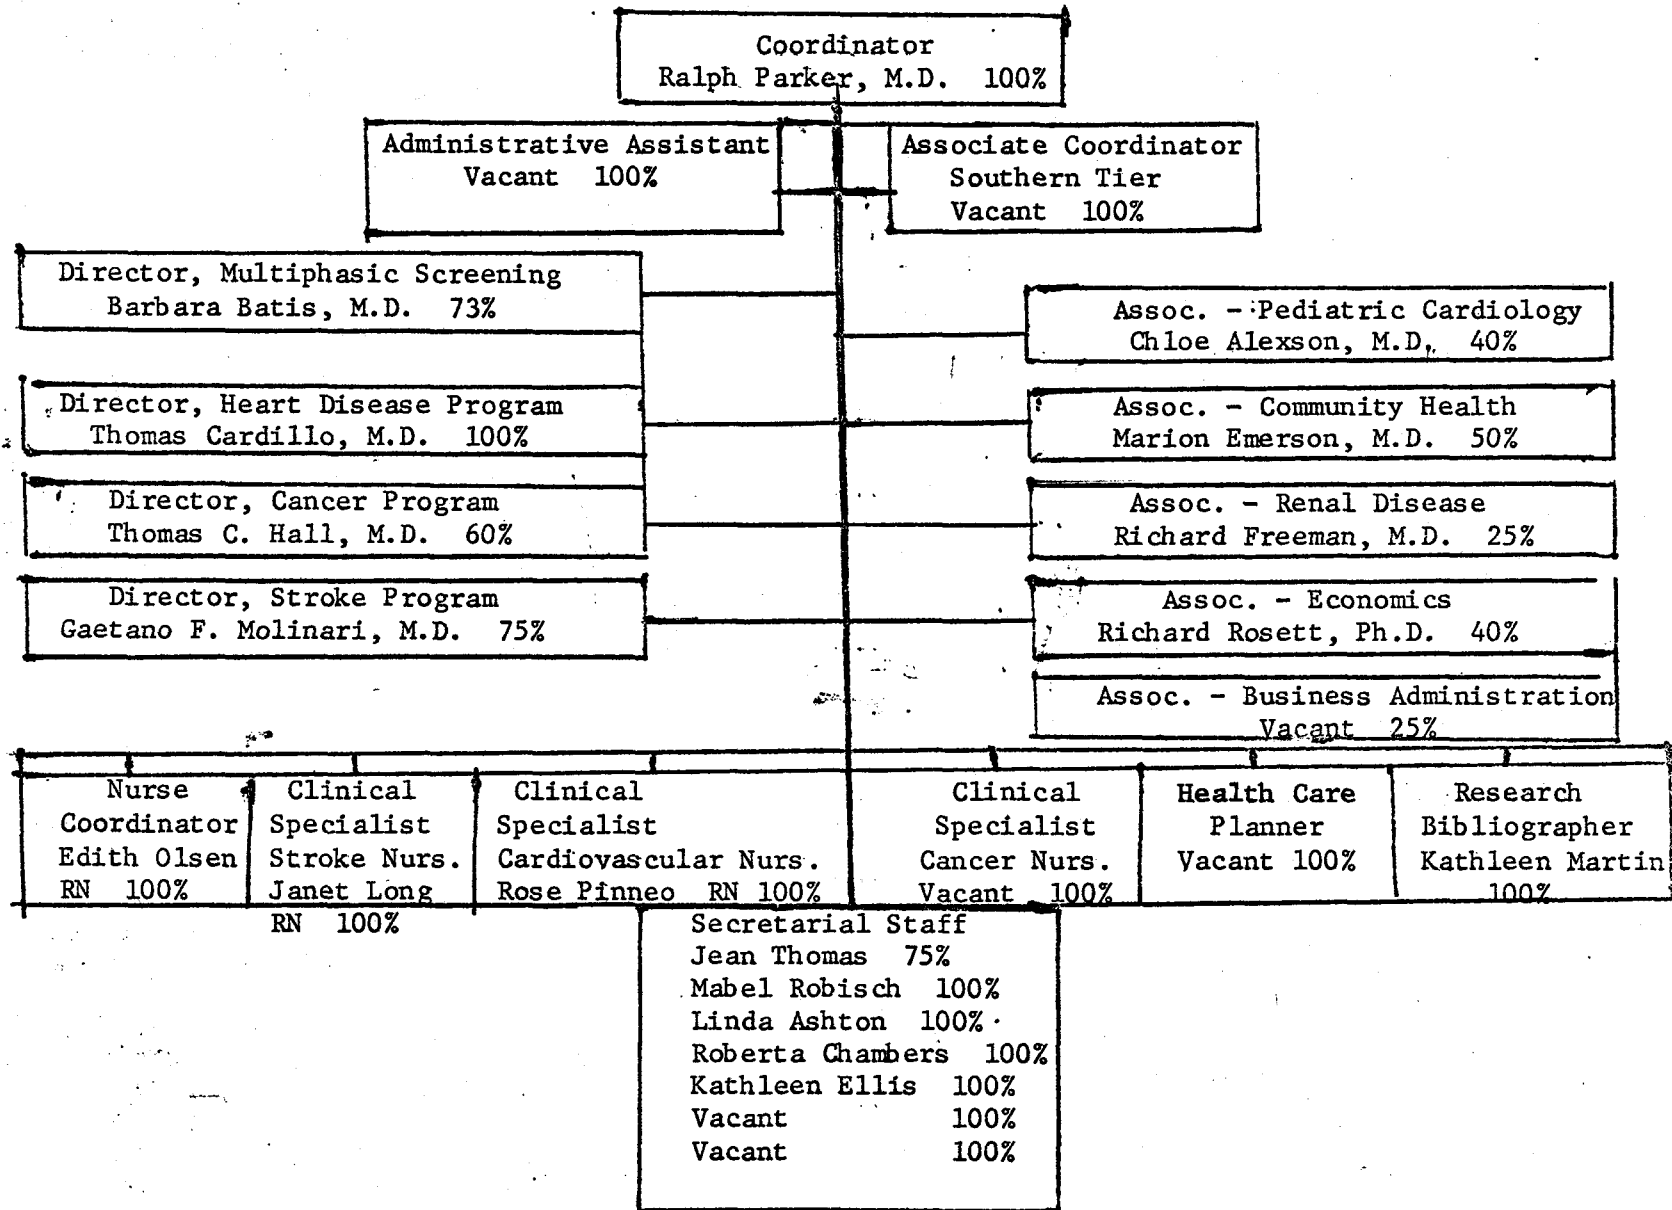 Coordinator
Ralph Parker, M.D. 100%
Administrative Assistant
Vacant 100%
Associate Coordinator
Southern Tier
Vacant 100%
Director, Multiphasic Screening
Barbara Batis, M.D. 73%
Assoc. - Pediatric Cardiology
Chloe Alexson, M.D. 40%
Director, Heart Disease Program
Thomas Cardillo, M.D. 100%
Assoc. - Community Health
Marion Emerson, M.D. 50%
Director, Cancer Program
Thomas C. Hall, M.D. 60%
Assoc. - Renal Disease
Richard Freeman, M.D. 25%
Director, Stroke Program
Gaetano F. Molinari, M.D. 75%
Assoc. - Economics
Richard Rosett, Ph.D. 40%
Assoc. - Business Administration
Vacant 25%
Nurse
Coordinator
Edith Olsen
RN 100%
Clinical
Specialist
Stroke Nurs.
Janet Long
RN 100%
Clinical
Specialist
Cardiovascular Nurs.
Rose Pinneo RN 100%
Clinical
Specialist
Cancer Nurs.
Vacant 100%
Health Care
Planner
Vacant 100%
Research
Bibliographer
Kathleen Martin
100%
Secretarial Staff
Jean Thomas 75%
Mabel Robisch 100%
Linda Ashton 100%
Roberta Chambers 100%
Kathleen Ellis 100%
Vacant 100%
Vacant 100%